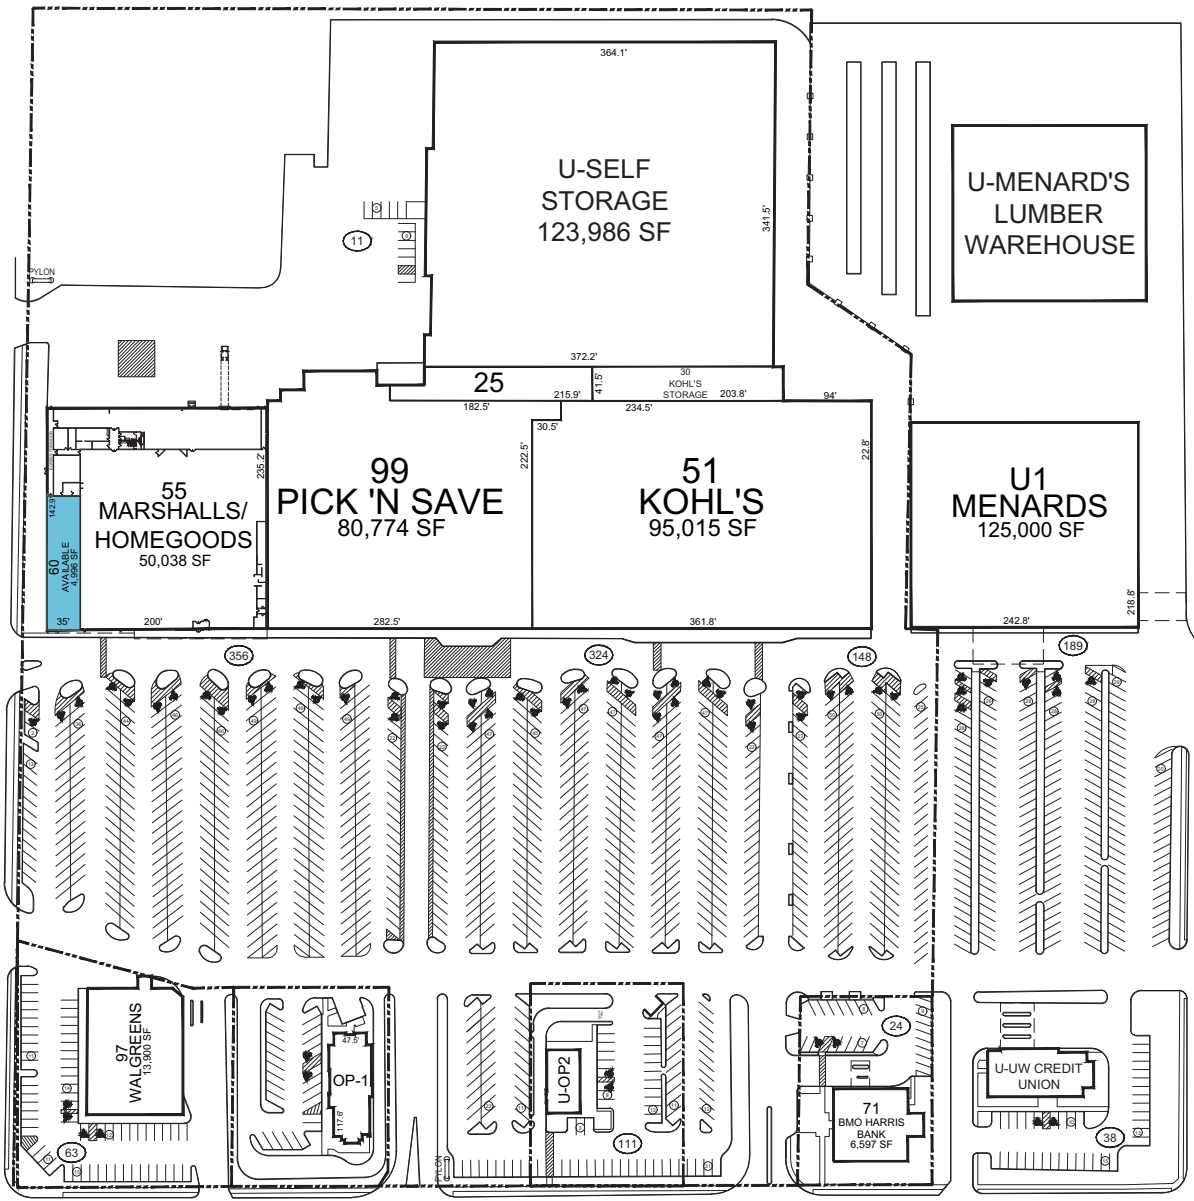 364.1'
U-SELF
STORAGE
123,986 SF
341.5'
U-MENARD'S
LUMBER
WAREHOUSE
11
PYLON
372.2'
25
215.9'
41.5'
30
KOHL'S
STORAGE
203.8'
94'
182.5'
234.5'
30.5'
235.2'
222.5'
22.8'
55
MARSHALLS/
HOMEGOODS
50,038 SF
99
PICK 'N SAVE
80,774 SF
51
KOHL'S
95,015 SF
U1
MENARDS
125,000 SF
142.9'
60
AVAILABLE
4,996 SF
35'
200'
282.5'
361.8'
242.8'
218.8'
356
324
148
189
97
WALGREENS
13,900 SF
63
47.5'
OP-1
117.6'
PYLON
U-OP2
111
24
71
BMO HARRIS
BANK
6,597 SF
U-UW CREDIT
UNION
38